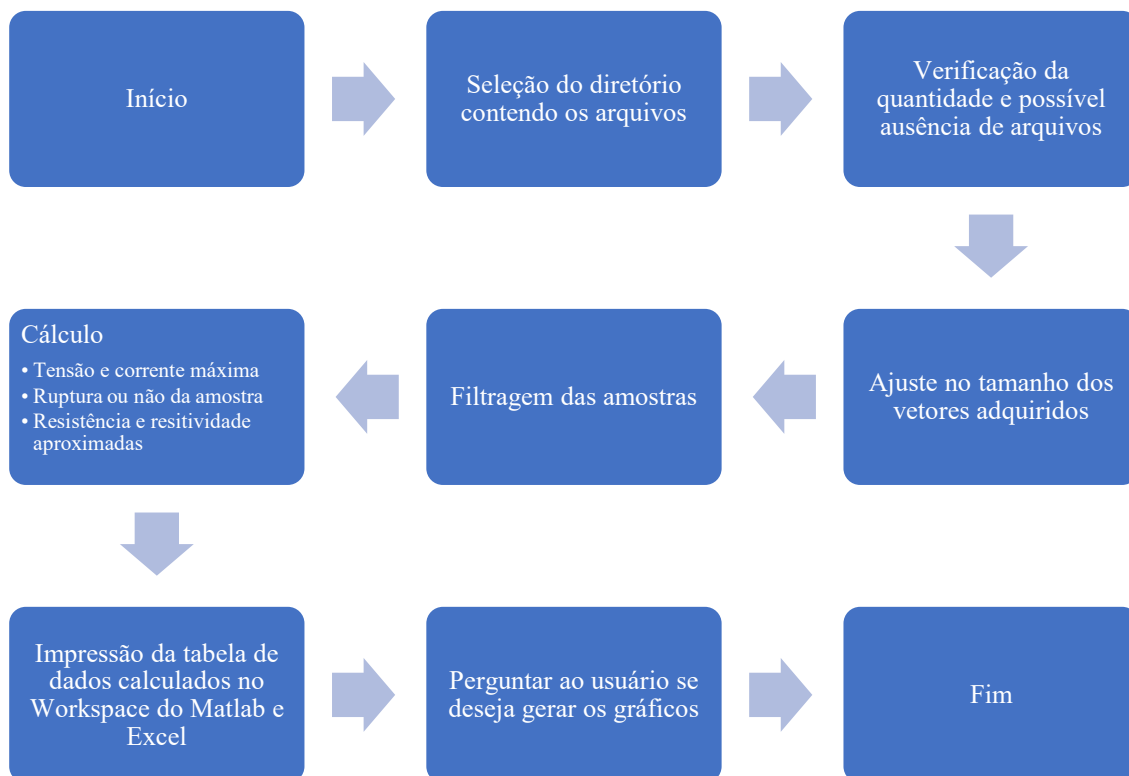 Início
Seleção do diretório
contendo os arquivos
Verificação da
quantidade e possível
ausência de arquivos
Ajuste no tamanho dos
vetores adquiridos
Filtragem das amostras
Cálculo
• Tensão e corrente máxima
• Ruptura ou não da amostra
• Resistência e resitividade
aproximadas
Impressão da tabela de
dados calculados no
Workspace do Matlab e
Excel
Perguntar ao usuário se
deseja gerar os gráficos
Fim